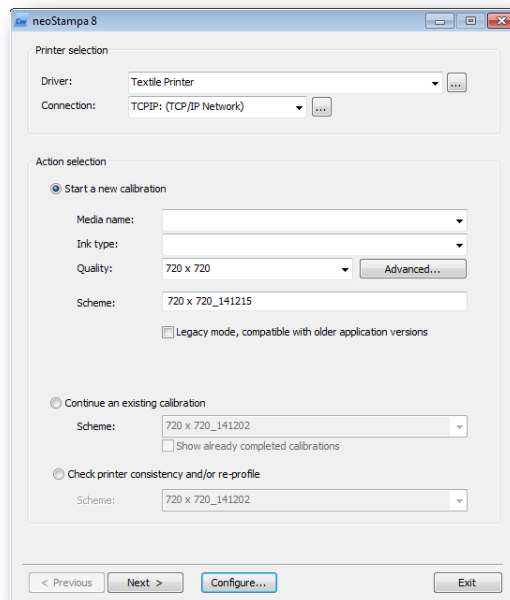 Cw neoStampa 8
Printer selection
Driver: Textile Printer ...
Connection: TCPIP: (TCP/IP Network) ...
Action selection
Start a new calibration
Media name:
Ink type:
Quality: 720 x 720 Advanced...
Scheme: 720 x 720_141215
Legacy mode, compatible with older application versions
Continue an existing calibration
Scheme: 720 x 720_141202
Show already completed calibrations
Check printer consistency and/or re-profile
Scheme: 720 x 720_141202
< Previous Next > Configure... Exit